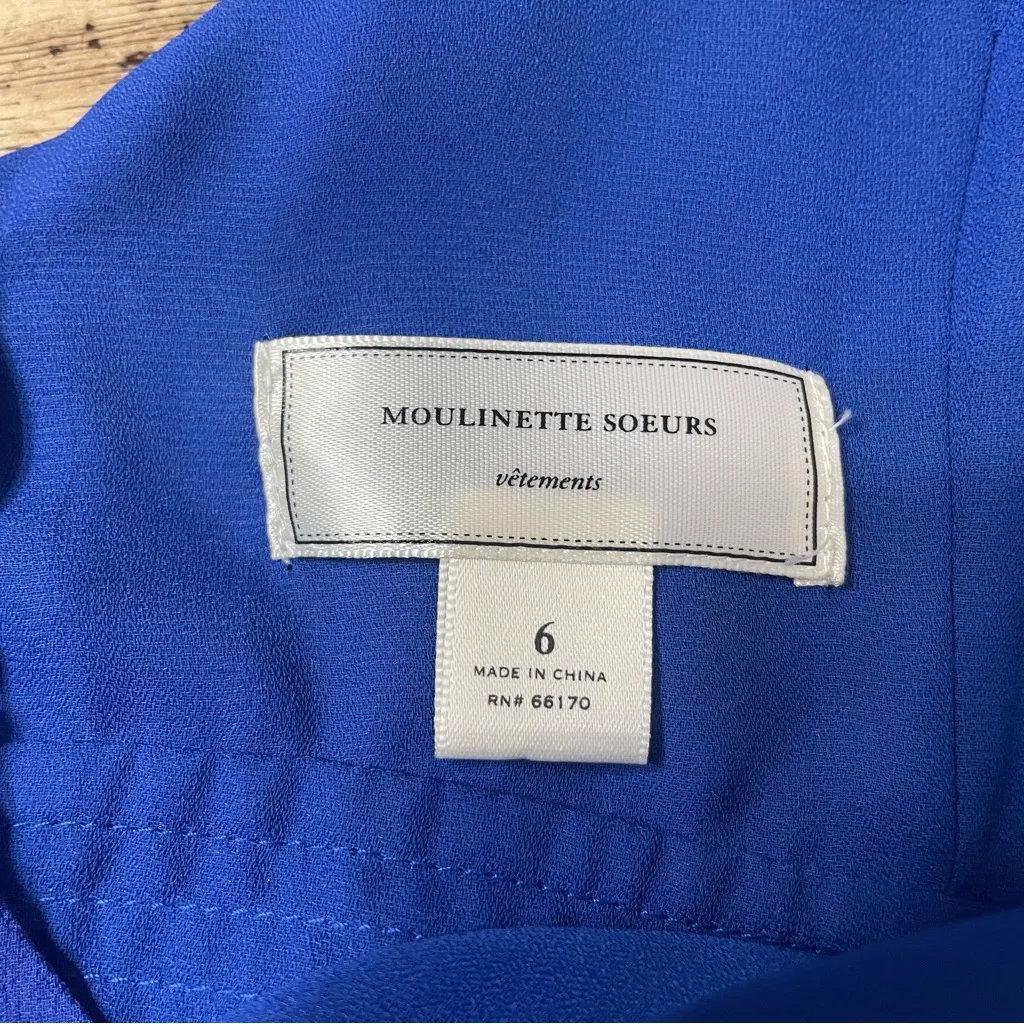 MOULINETTE SOEURS
vêtements
6
MADE IN CHINA
RN# 66170